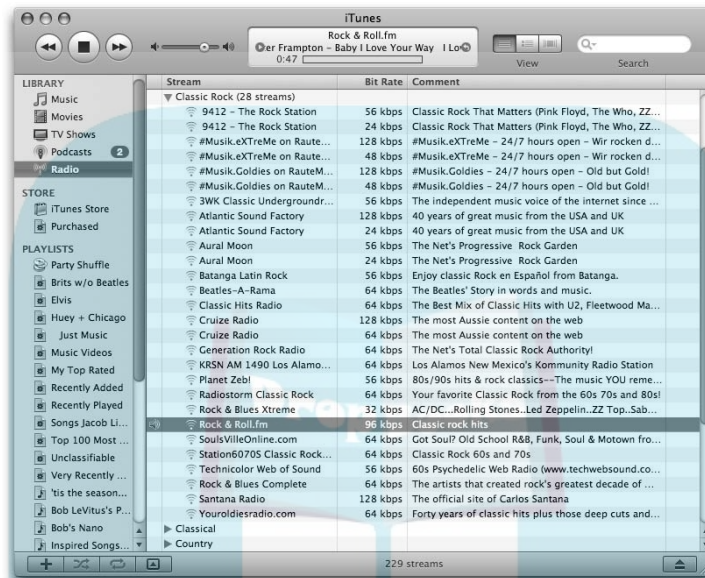 iTunes
Rock & Roll.fm
er Frampton - Baby I Love Your Way I Lo
0:47
View
Search
LIBRARY
Music
Movies
TV Shows
Podcasts 2
Radio
STORE
iTunes Store
Purchased
PLAYLISTS
Party Shuffle
Brits w/o Beatles
Elvis
Huey + Chicago
Just Music
Music Videos
My Top Rated
Recently Added
Recently Played
Songs Jacob Li...
Top 100 Most ...
Unclassifiable
Very Recently ...
'tis the season...
Bob LeVitus's P...
Bob's Nano
Inspired Songs...
Stream Bit Rate Comment
Classic Rock (28 streams)
9412 - The Rock Station 56 kbps Classic Rock That Matters (Pink Floyd, The Who, ZZ...
9412 - The Rock Station 24 kbps Classic Rock That Matters (Pink Floyd, The Who, ZZ...
#Musik.eXTreMe on Raute... 128 kbps #Musik.eXTreMe - 24/7 hours open - Wir rocken d...
#Musik.eXTreMe on Raute... 48 kbps #Musik.eXTreMe - 24/7 hours open - Wir rocken d...
#Musik.Goldies on RauteM... 128 kbps #Musik.Goldies - 24/7 hours open - Old but Gold!
#Musik.Goldies on RauteM... 48 kbps #Musik.Goldies - 24/7 hours open - Old but Gold!
3WK Classic Undergroundr... 56 kbps The independent music voice of the internet since ...
Atlantic Sound Factory 128 kbps 40 years of great music from the USA and UK
Atlantic Sound Factory 24 kbps 40 years of great music from the USA and UK
Aural Moon 56 kbps The Net's Progressive Rock Garden
Aural Moon 24 kbps The Net's Progressive Rock Garden
Batanga Latin Rock 56 kbps Enjoy classic Rock en Español from Batanga.
Beatles-A-Rama 64 kbps The Beatles' Story in words and music.
Classic Hits Radio 64 kbps The Best Mix of Classic Hits with U2, Fleetwood Ma...
Cruize Radio 128 kbps The most Aussie content on the web
Cruize Radio 64 kbps The most Aussie content on the web
Generation Rock Radio 64 kbps The Net's Total Classic Rock Authority!
KRSN AM 1490 Los Alamo... 64 kbps Los Alamos New Mexico's Kommunity Radio Station
Planet Zeb! 56 kbps 80s/90s hits & rock classics--The music YOU reme...
Radiostorm Classic Rock 64 kbps Your favorite Classic Rock from the 60s 70s and 80s!
Rock & Blues Xtreme 32 kbps AC/DC...Rolling Stones..Led Zeppelin..ZZ Top..Sab...
Rock & Roll.fm 96 kbps Classic rock hits
SoulsVilleOnline.com 64 kbps Got Soul? Old School R&B, Funk, Soul & Motown fro...
Station6070S Classic Rock... 64 kbps Classic Rock 60s and 70s
Technicolor Web of Sound 56 kbps 60s Psychedelic Web Radio (www.techwebsound.co...
Rock & Blues Complete 64 kbps The artists that created rock's greatest decade of ...
Santana Radio 128 kbps The official site of Carlos Santana
Youroldiesradio.com 64 kbps Forty years of classic hits plus those deep cuts and...
Classical
Country
229 streams